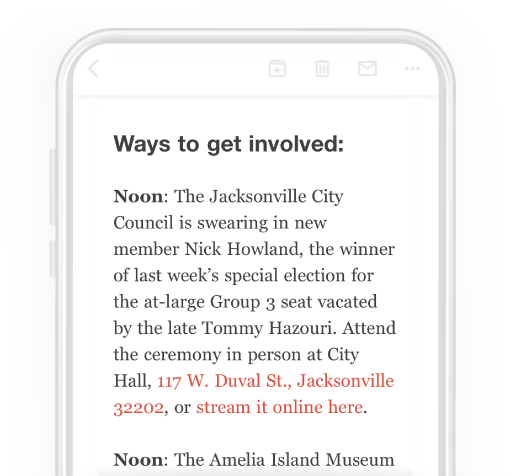 Ways to get involved:
Noon: The Jacksonville City
Council is swearing in new
member Nick Howland, the winner
of last week’s special election for
the at-large Group 3 seat vacated
by the late Tommy Hazouri. Attend
the ceremony in person at City
Hall, 117 W. Duval St., Jacksonville
32202, or stream it online here.
Noon: The Amelia Island Museum